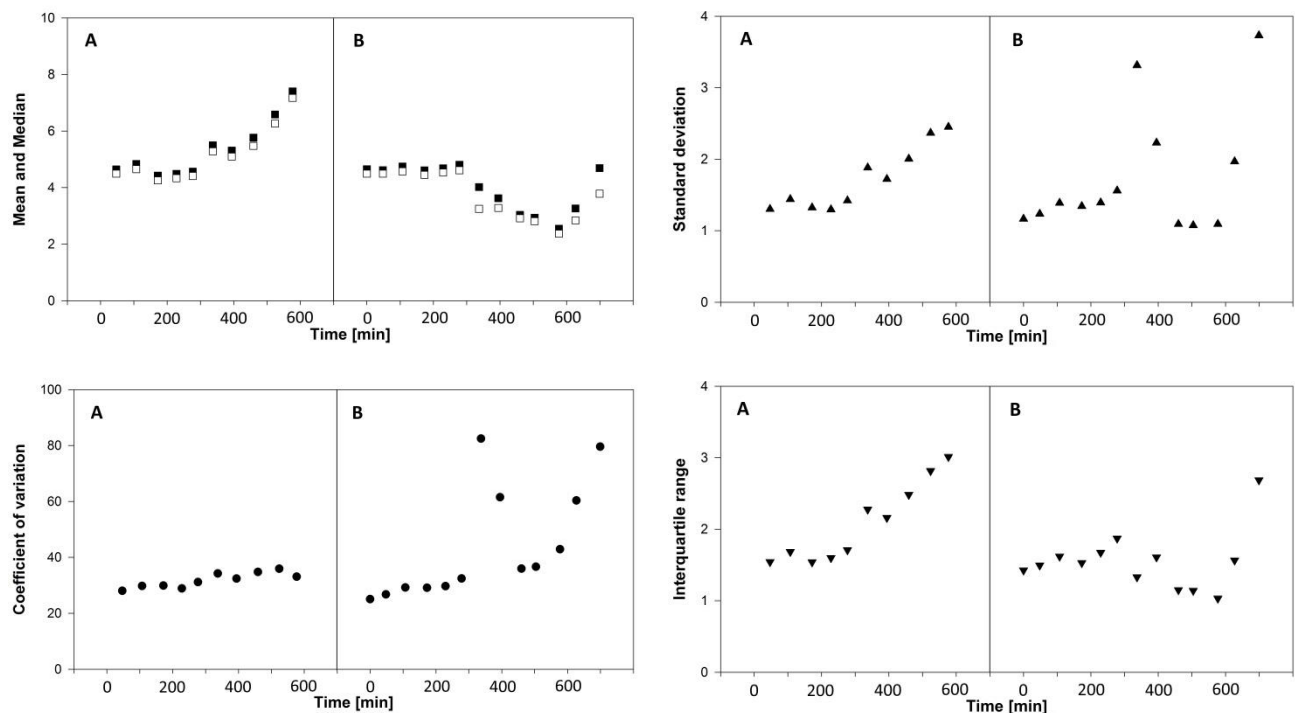 10
8
6
4
2
0
Mean and Median
A
B
0 200 400 600 0 200 400 600
Time [min]
4
3
2
1
0
Standard deviation
A
B
0 200 400 600 0 200 400 600
Time [min]
100
80
60
40
20
0
Coefficient of variation
A
B
0 200 400 600 0 200 400 600
Time [min]
4
3
2
1
0
Interquartile range
A
B
0 200 400 600 0 200 400 600
Time [min]